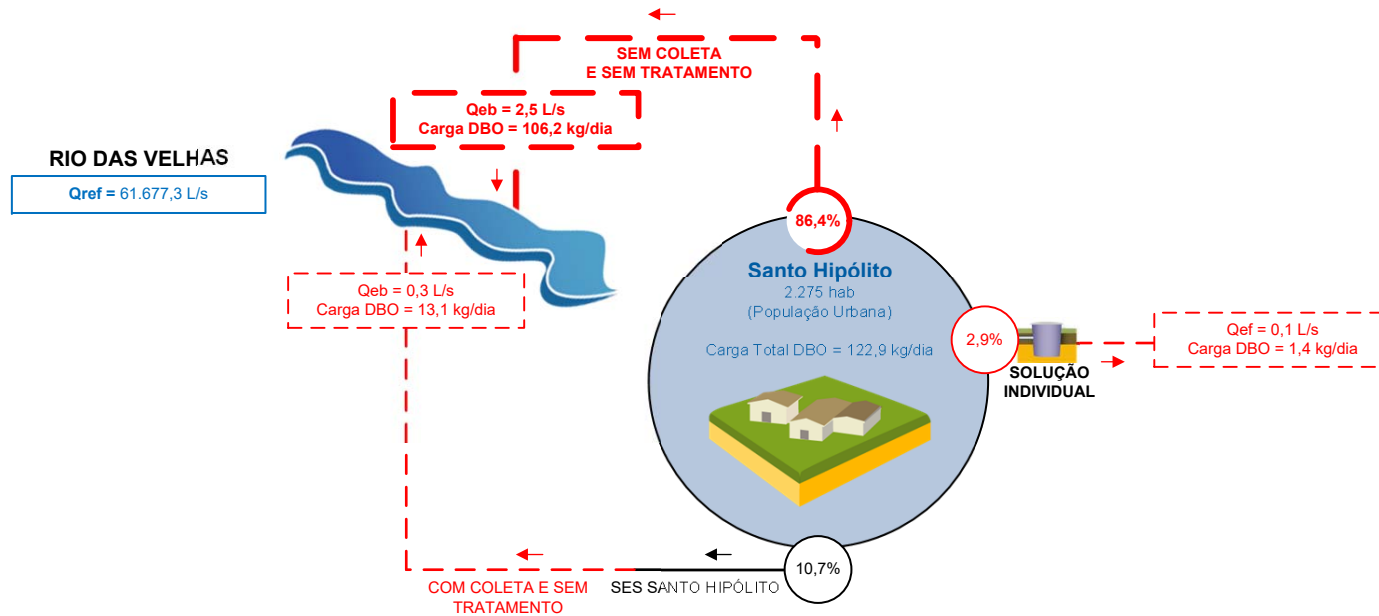 SEM COLETA
E SEM TRATAMENTO
Qeb = 2,5 L/s
Carga DBO = 106,2 kg/dia
RIO DAS VELHAS
Qref = 61.677,3 L/s
86,4%
Santo Hipólito
2.275 hab
(População Urbana)
Carga Total DBO = 122,9 kg/dia
Qeb = 0,3 L/s
Carga DBO = 13,1 kg/dia
2,9%
SOLUÇÃO
INDIVIDUAL
Qef = 0,1 L/s
Carga DBO = 1,4 kg/dia
10,7%
SES SANTO HIPÓLITO
COM COLETA E SEM
TRATAMENTO